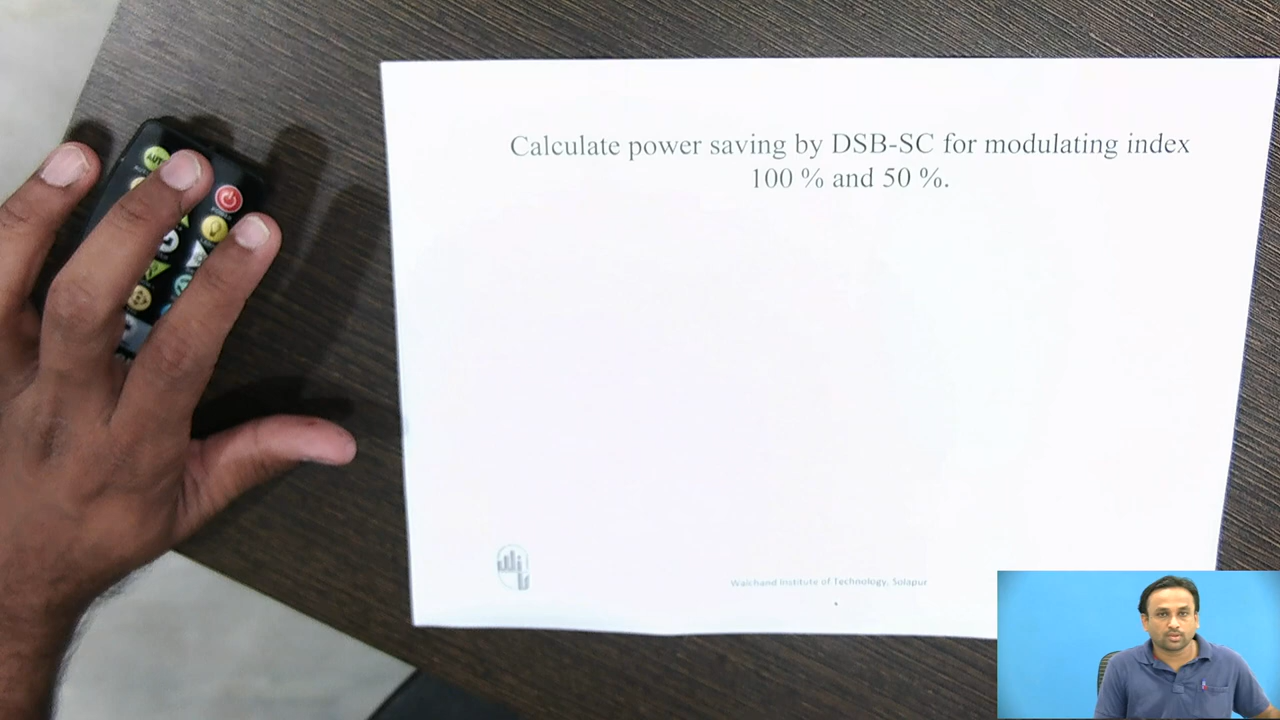 Calculate power saving by DSB-SC for modulating index
100 % and 50 %.
Walchand Institute of Technology, Solapur